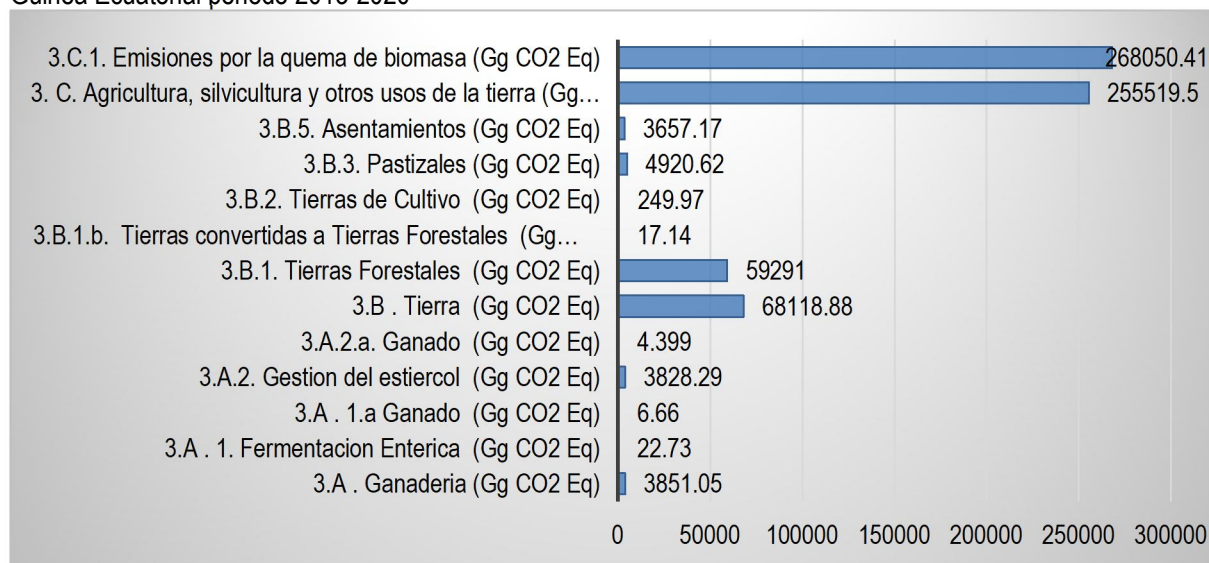 Guinea Ecuatorial periodo 2013-2020
3.C.1. Emisiones por la quema de biomasa (Gg CO2 Eq) 268050.41
3. C. Agricultura, silvicultura y otros usos de la tierra (Gg... 255519.5
3.B.5. Asentamientos (Gg CO2 Eq) 3657.17
3.B.3. Pastizales (Gg CO2 Eq) 4920.62
3.B.2. Tierras de Cultivo (Gg CO2 Eq) 249.97
3.B.1.b. Tierras convertidas a Tierras Forestales (Gg... 17.14
3.B.1. Tierras Forestales (Gg CO2 Eq) 59291
3.B . Tierra (Gg CO2 Eq) 68118.88
3.A.2.a. Ganado (Gg CO2 Eq) 4.399
3.A.2. Gestion del estiercol (Gg CO2 Eq) 3828.29
3.A . 1.a Ganado (Gg CO2 Eq) 6.66
3.A . 1. Fermentacion Enterica (Gg CO2 Eq) 22.73
3.A . Ganaderia (Gg CO2 Eq) 3851.05
0 50000 100000 150000 200000 250000 300000